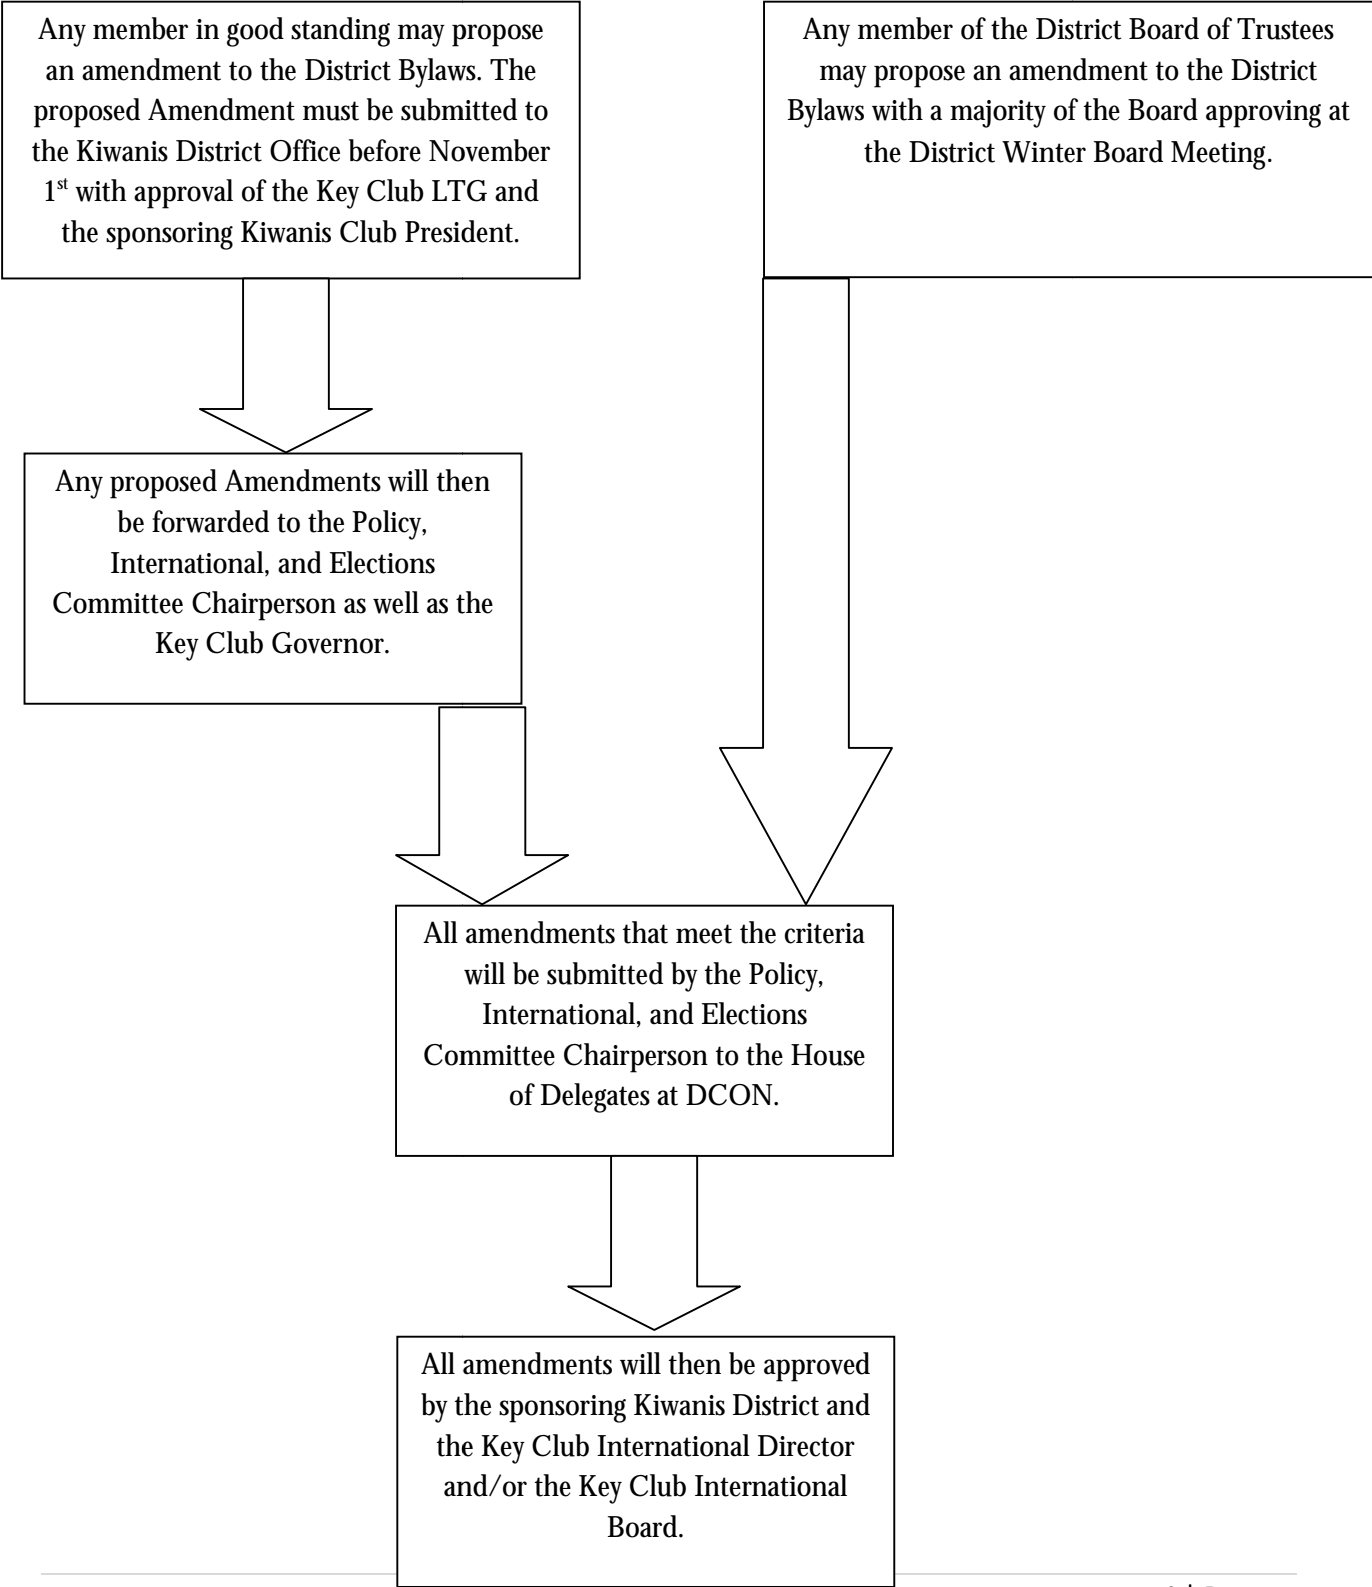 Any member in good standing may propose
an amendment to the District Bylaws. The
proposed Amendment must be submitted to
the Kiwanis District Office before November
1st with approval of the Key Club LTG and
the sponsoring Kiwanis Club President.
Any member of the District Board of Trustees
may propose an amendment to the District
Bylaws with a majority of the Board approving at
the District Winter Board Meeting.
Any proposed Amendments will then
be forwarded to the Policy,
International, and Elections
Committee Chairperson as well as the
Key Club Governor.
All amendments that meet the criteria
will be submitted by the Policy,
International, and Elections
Committee Chairperson to the House
of Delegates at DCON.
All amendments will then be approved
by the sponsoring Kiwanis District and
the Key Club International Director
and/or the Key Club International
Board.